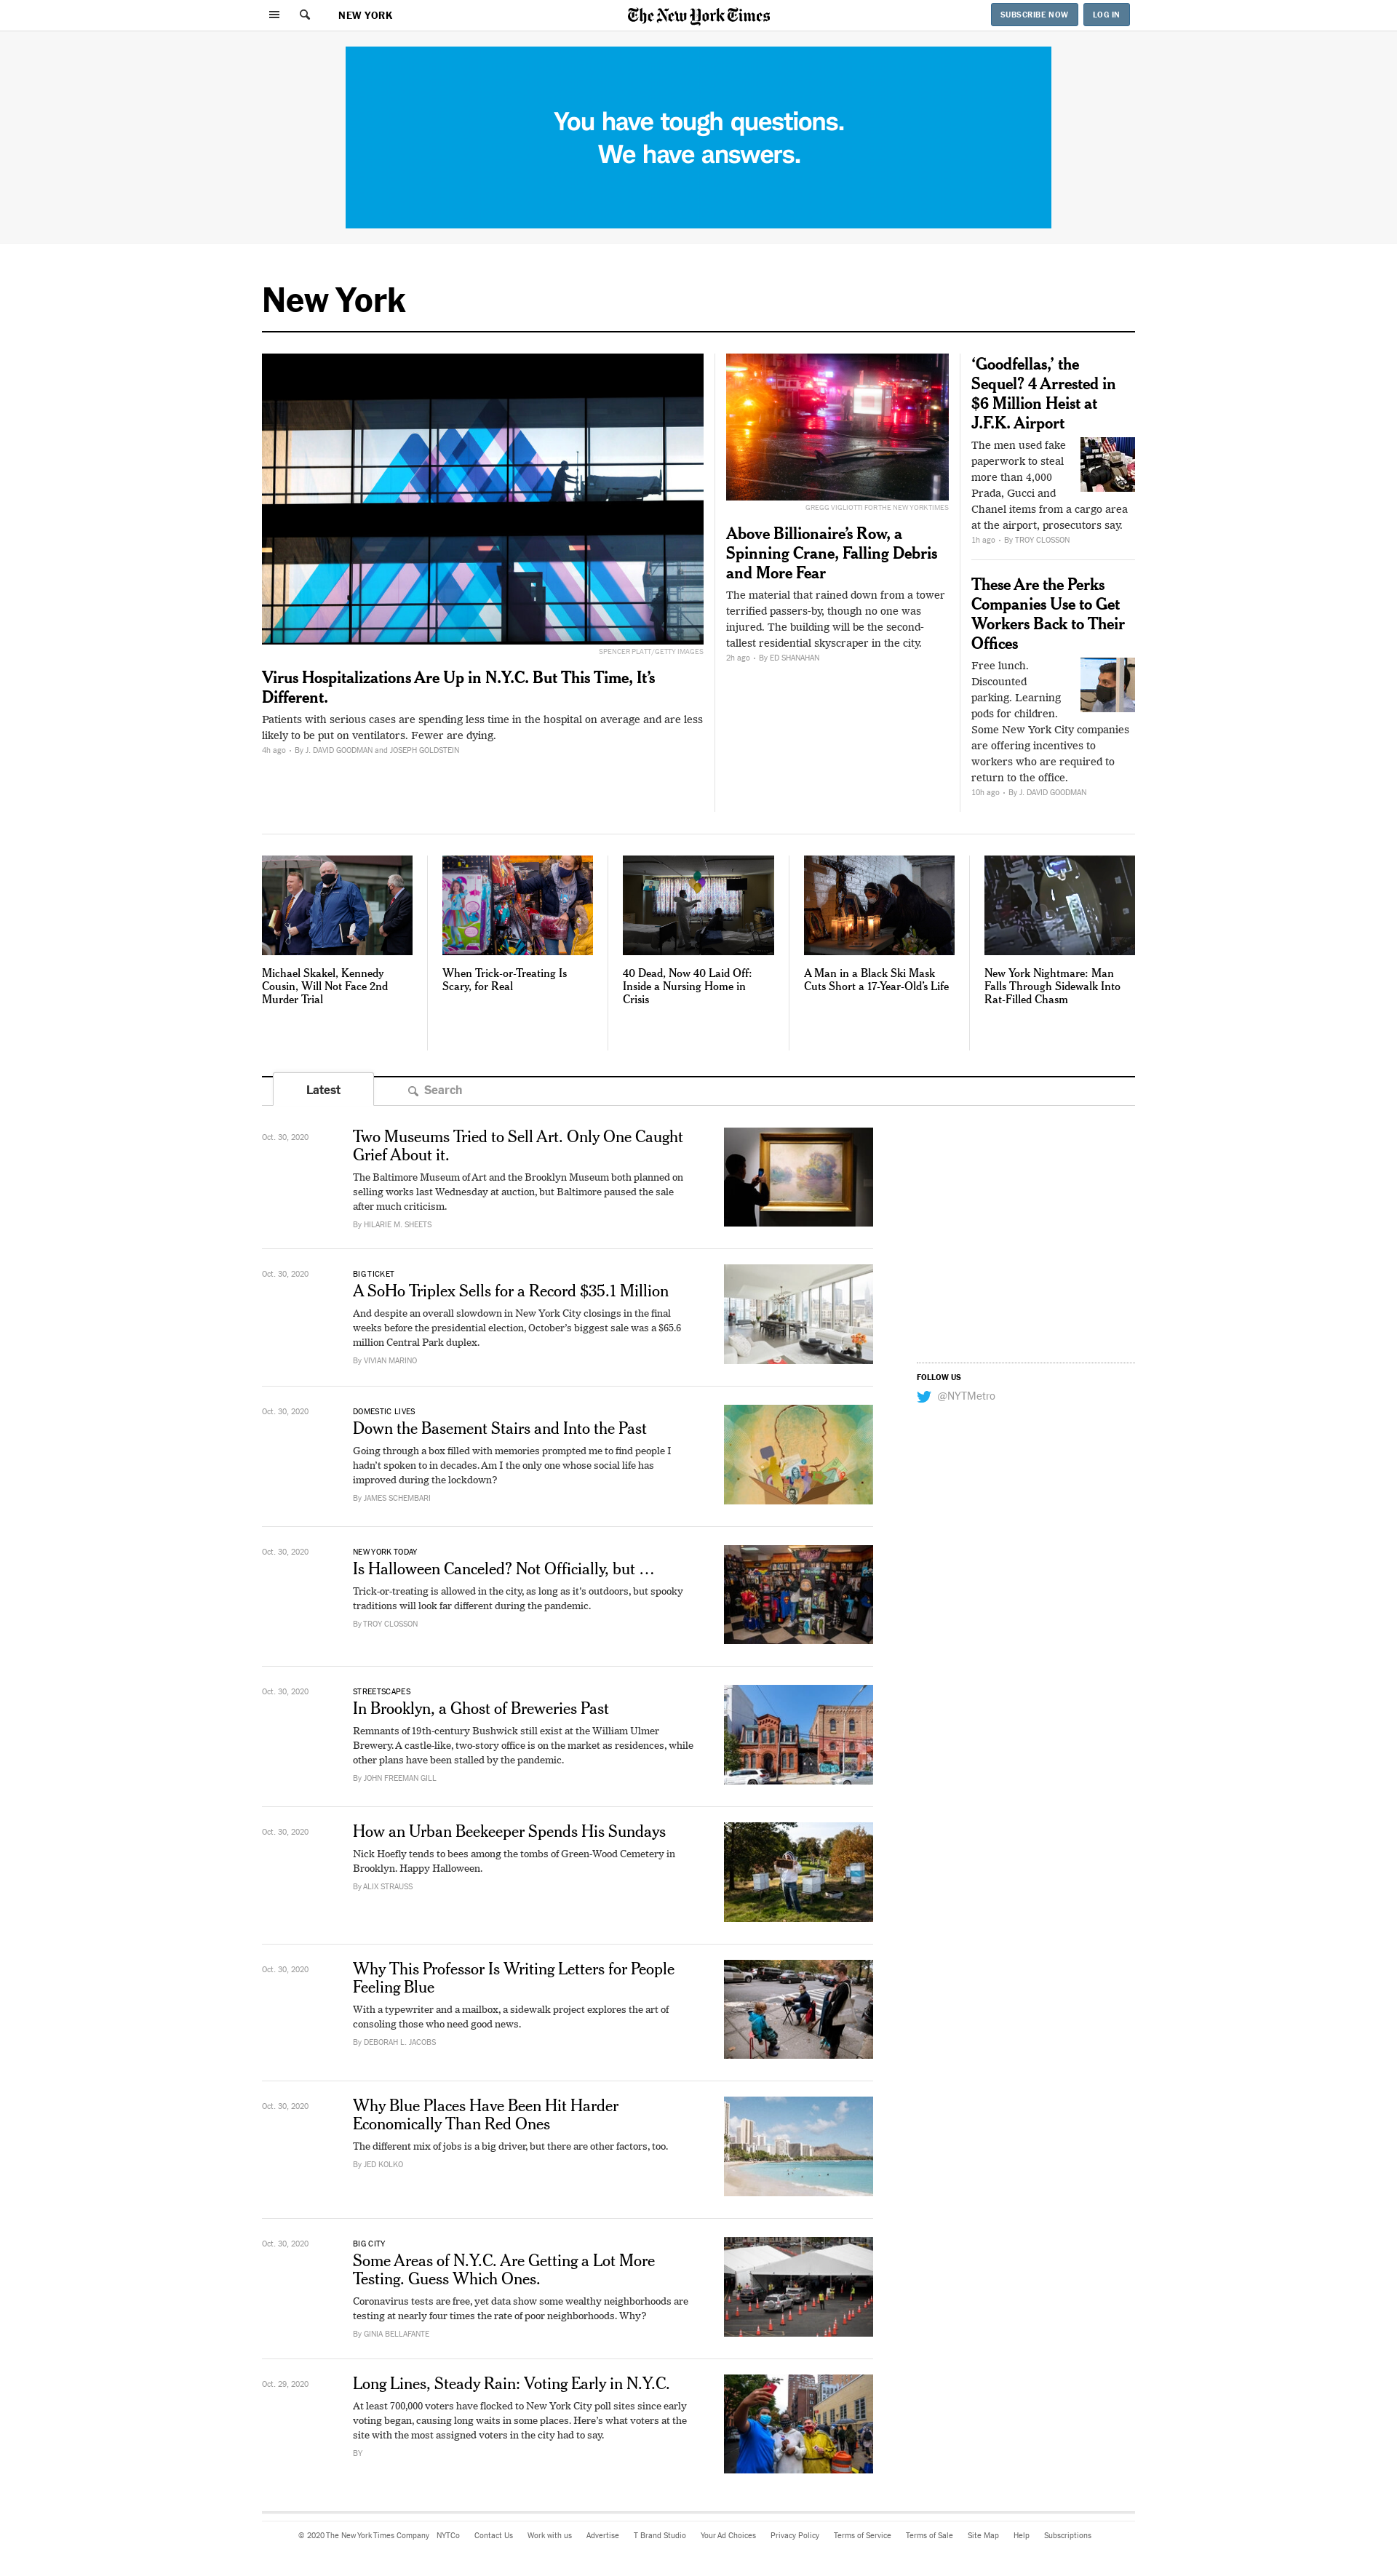 NEW YORK
The New York Times
SUBSCRIBE NOW
LOG IN
You have tough questions.
We have answers.
New York
SPENCER PLATT/GETTY IMAGES
Virus Hospitalizations Are Up in N.Y.C. But This Time, It’s
Different.
Patients with serious cases are spending less time in the hospital on average and are less
likely to be put on ventilators. Fewer are dying.
4h ago • By J. DAVID GOODMAN and JOSEPH GOLDSTEIN
GREGG VIGLIOTTI FOR THE NEW YORK TIMES
Above Billionaire’s Row, a
Spinning Crane, Falling Debris
and More Fear
The material that rained down from a tower
terrified passers-by, though no one was
injured. The building will be the second-
tallest residential skyscraper in the city.
2h ago • By ED SHANAHAN
‘Goodfellas,’ the
Sequel? 4 Arrested in
$6 Million Heist at
J.F.K. Airport
The men used fake
paperwork to steal
more than 4,000
Prada, Gucci and
Chanel items from a cargo area
at the airport, prosecutors say.
1h ago • By TROY CLOSSON
These Are the Perks
Companies Use to Get
Workers Back to Their
Offices
Free lunch.
Discounted
parking. Learning
pods for children.
Some New York City companies
are offering incentives to
workers who are required to
return to the office.
10h ago • By J. DAVID GOODMAN
Michael Skakel, Kennedy
Cousin, Will Not Face 2nd
Murder Trial
When Trick-or-Treating Is
Scary, for Real
40 Dead, Now 40 Laid Off:
Inside a Nursing Home in
Crisis
A Man in a Black Ski Mask
Cuts Short a 17-Year-Old’s Life
New York Nightmare: Man
Falls Through Sidewalk Into
Rat-Filled Chasm
Latest
Search
Oct. 30, 2020
Two Museums Tried to Sell Art. Only One Caught
Grief About it.
The Baltimore Museum of Art and the Brooklyn Museum both planned on
selling works last Wednesday at auction, but Baltimore paused the sale
after much criticism.
By HILARIE M. SHEETS
Oct. 30, 2020
BIG TICKET
A SoHo Triplex Sells for a Record $35.1 Million
And despite an overall slowdown in New York City closings in the final
weeks before the presidential election, October’s biggest sale was a $65.6
million Central Park duplex.
By VIVIAN MARINO
FOLLOW US
@NYTMetro
Oct. 30, 2020
DOMESTIC LIVES
Down the Basement Stairs and Into the Past
Going through a box filled with memories prompted me to find people I
hadn’t spoken to in decades. Am I the only one whose social life has
improved during the lockdown?
By JAMES SCHEMBARI
Oct. 30, 2020
NEW YORK TODAY
Is Halloween Canceled? Not Officially, but …
Trick-or-treating is allowed in the city, as long as it’s outdoors, but spooky
traditions will look far different during the pandemic.
By TROY CLOSSON
Oct. 30, 2020
STREETSCAPES
In Brooklyn, a Ghost of Breweries Past
Remnants of 19th-century Bushwick still exist at the William Ulmer
Brewery. A castle-like, two-story office is on the market as residences, while
other plans have been stalled by the pandemic.
By JOHN FREEMAN GILL
Oct. 30, 2020
How an Urban Beekeeper Spends His Sundays
Nick Hoefly tends to bees among the tombs of Green-Wood Cemetery in
Brooklyn. Happy Halloween.
By ALIX STRAUSS
Oct. 30, 2020
Why This Professor Is Writing Letters for People
Feeling Blue
With a typewriter and a mailbox, a sidewalk project explores the art of
consoling those who need good news.
By DEBORAH L. JACOBS
Oct. 30, 2020
Why Blue Places Have Been Hit Harder
Economically Than Red Ones
The different mix of jobs is a big driver, but there are other factors, too.
By JED KOLKO
Oct. 30, 2020
BIG CITY
Some Areas of N.Y.C. Are Getting a Lot More
Testing. Guess Which Ones.
Coronavirus tests are free, yet data show some wealthy neighborhoods are
testing at nearly four times the rate of poor neighborhoods. Why?
By GINIA BELLAFANTE
Oct. 29, 2020
Long Lines, Steady Rain: Voting Early in N.Y.C.
At least 700,000 voters have flocked to New York City poll sites since early
voting began, causing long waits in some places. Here’s what voters at the
site with the most assigned voters in the city had to say.
BY
© 2020 The New York Times Company NYTCo Contact Us Work with us Advertise T Brand Studio Your Ad Choices Privacy Policy Terms of Service Terms of Sale Site Map Help Subscriptions